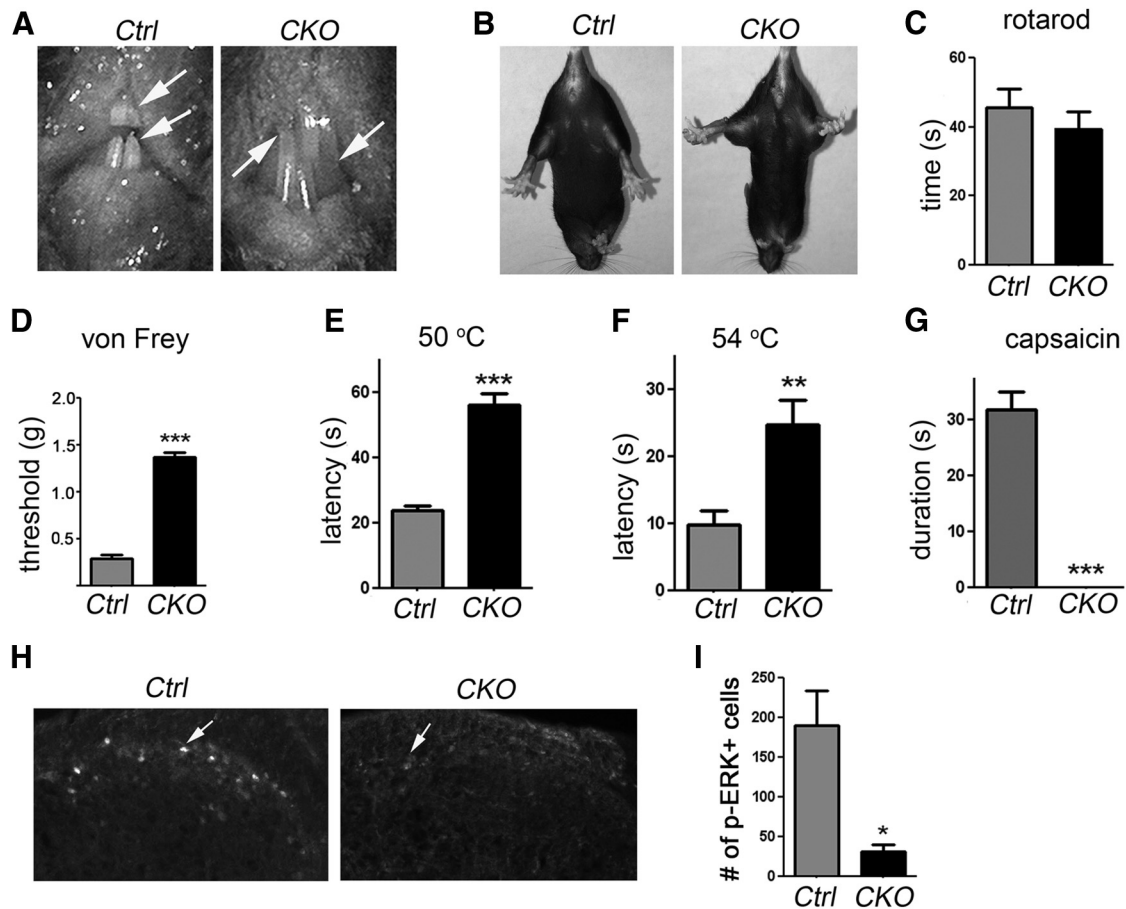 A
Ctrl
CKO
B
Ctrl
CKO
C
rotarod
time (s)
60
40
20
0
Ctrl
CKO
D
von Frey
threshold (g)
2.0
1.5
1.0
0.5
***
Ctrl
CKO
E
50 °C
latency (s)
60
40
20
0
***
Ctrl
CKO
F
54 °C
latency (s)
30
20
10
0
**
Ctrl
CKO
G
capsaicin
duration (s)
30
30
10
0
***
Ctrl
CKO
H
Ctrl
CKO
I
# of p-ERK+ cells
250
200
150
100
50
0
*
Ctrl
CKO